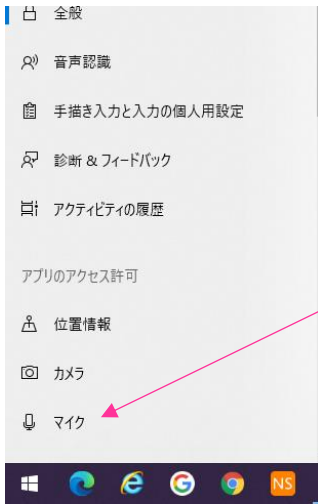 全般
音声認識
手描き入力と入力の個人用設定
診断 & フィードバック
アクティビティの履歴
アプリのアクセス許可
位置情報
カメラ
マイク
NS